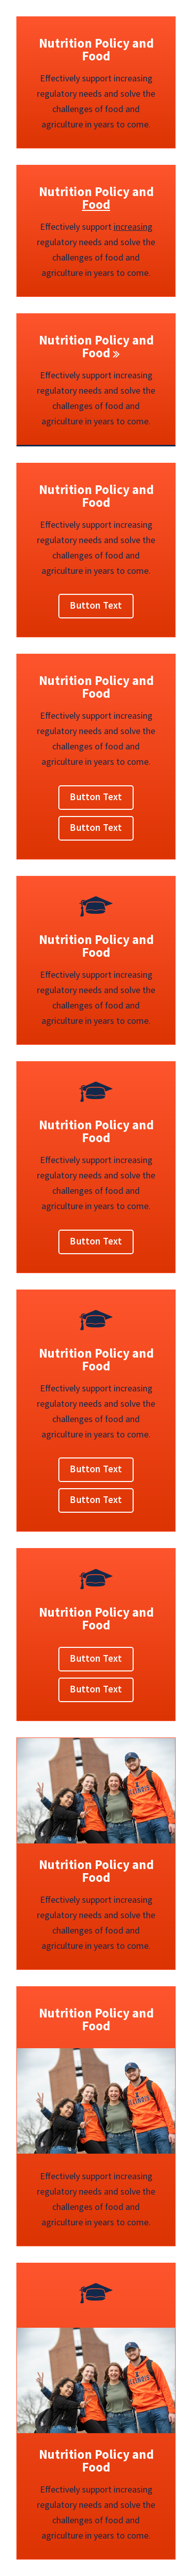 Nutrition Policy and
Food
Effectively support increasing
regulatory needs and solve the
challenges of food and
agriculture in years to come.
Nutrition Policy and
Food
Effectively support increasing
regulatory needs and solve the
challenges of food and
agriculture in years to come.
Nutrition Policy and
Food »
Effectively support increasing
regulatory needs and solve the
challenges of food and
agriculture in years to come.
Nutrition Policy and
Food
Effectively support increasing
regulatory needs and solve the
challenges of food and
agriculture in years to come.
Button Text
Nutrition Policy and
Food
Effectively support increasing
regulatory needs and solve the
challenges of food and
agriculture in years to come.
Button Text
Button Text
Nutrition Policy and
Food
Effectively support increasing
regulatory needs and solve the
challenges of food and
agriculture in years to come.
Nutrition Policy and
Food
Effectively support increasing
regulatory needs and solve the
challenges of food and
agriculture in years to come.
Button Text
Nutrition Policy and
Food
Effectively support increasing
regulatory needs and solve the
challenges of food and
agriculture in years to come.
Button Text
Button Text
Nutrition Policy and
Food
Button Text
Button Text
ILLINOIS
Nutrition Policy and
Food
Effectively support increasing
regulatory needs and solve the
challenges of food and
agriculture in years to come.
Nutrition Policy and
Food
ILLINOIS
Effectively support increasing
regulatory needs and solve the
challenges of food and
agriculture in years to come.
ILLINOIS
Nutrition Policy and
Food
Effectively support increasing
regulatory needs and solve the
challenges of food and
agriculture in years to come.